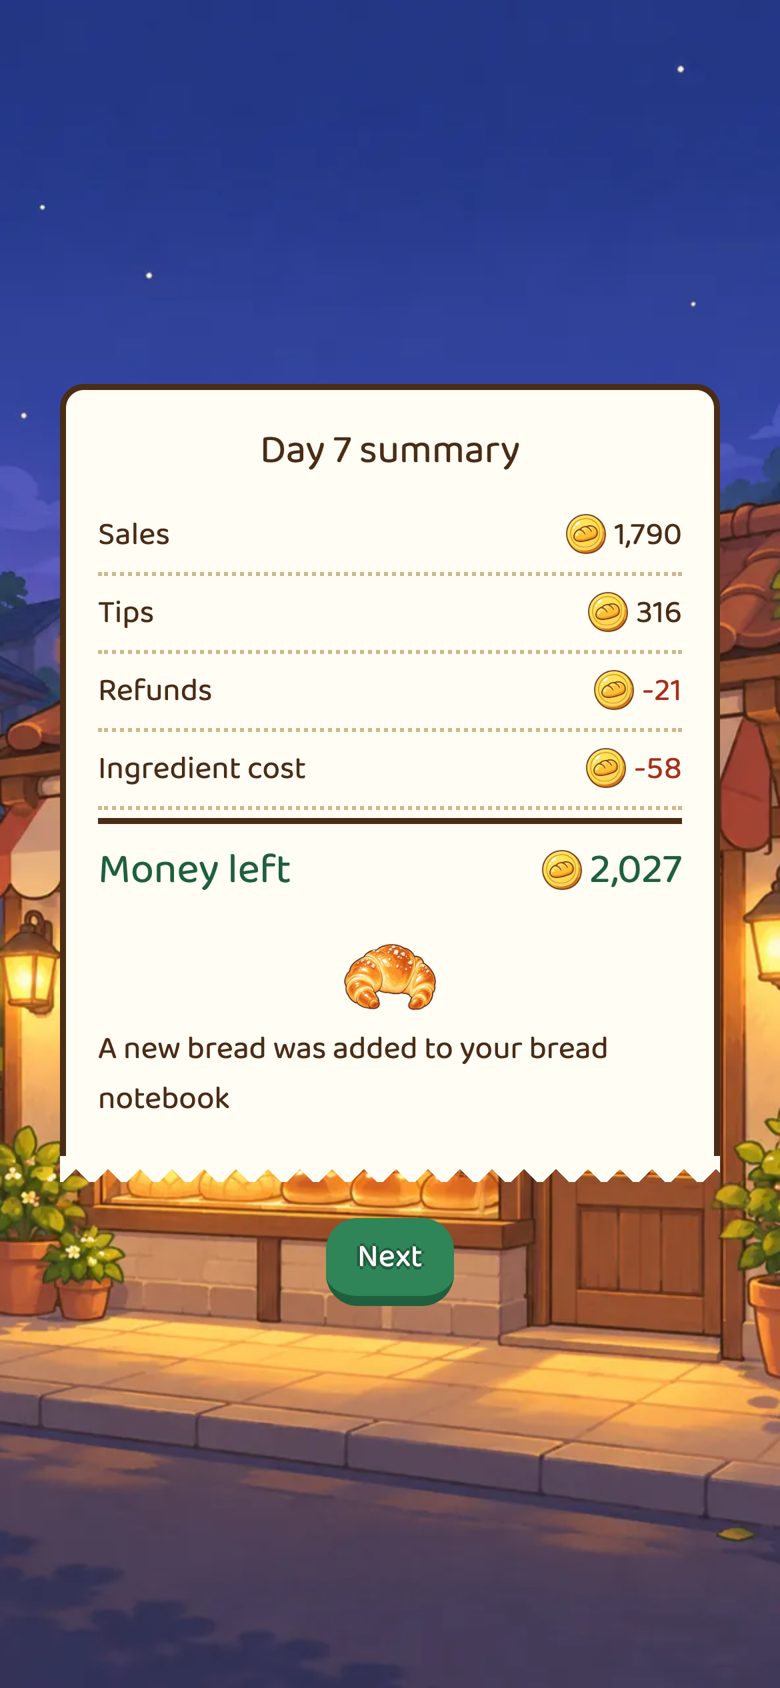 Day 7 summary
Sales 1,790
Tips 316
Refunds -21
Ingredient cost -58
Money left 2,027
A new bread was added to your bread
notebook
Next